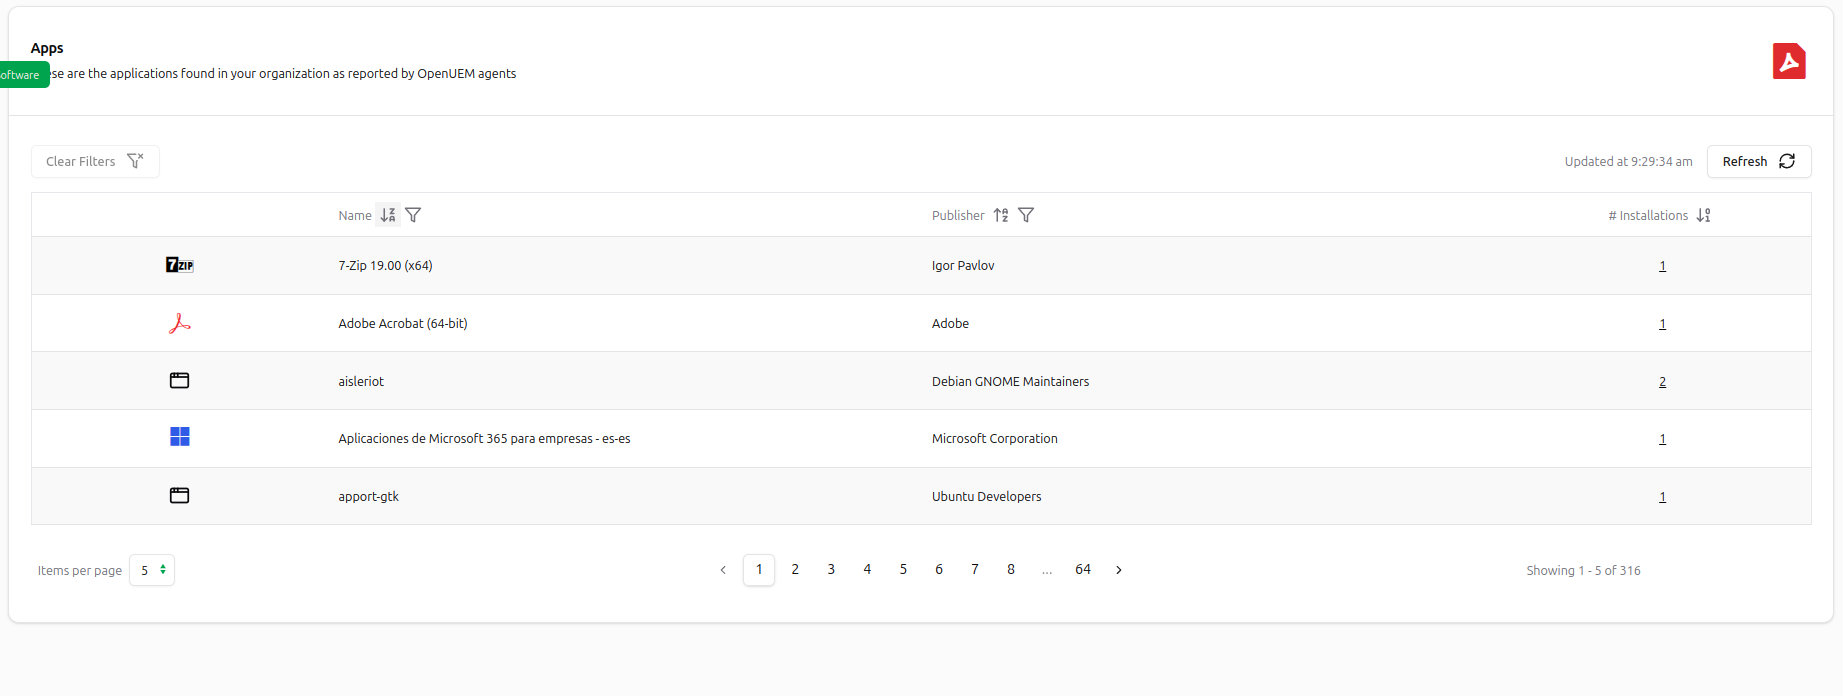 Apps
oftware
se are the applications found in your organization as reported by OpenUEM agents
Clear Filters
Updated at 9:29:34 am
Refresh
Name
Publisher
# Installations
7ZIP
7-Zip 19.00 (x64)
Igor Pavlov
1
Adobe Acrobat (64-bit)
Adobe
1
aisleriot
Debian GNOME Maintainers
2
Aplicaciones de Microsoft 365 para empresas - es-es
Microsoft Corporation
1
apport-gtk
Ubuntu Developers
1
Items per page 5
1 2 3 4 5 6 7 8 ... 64
Showing 1 - 5 of 316